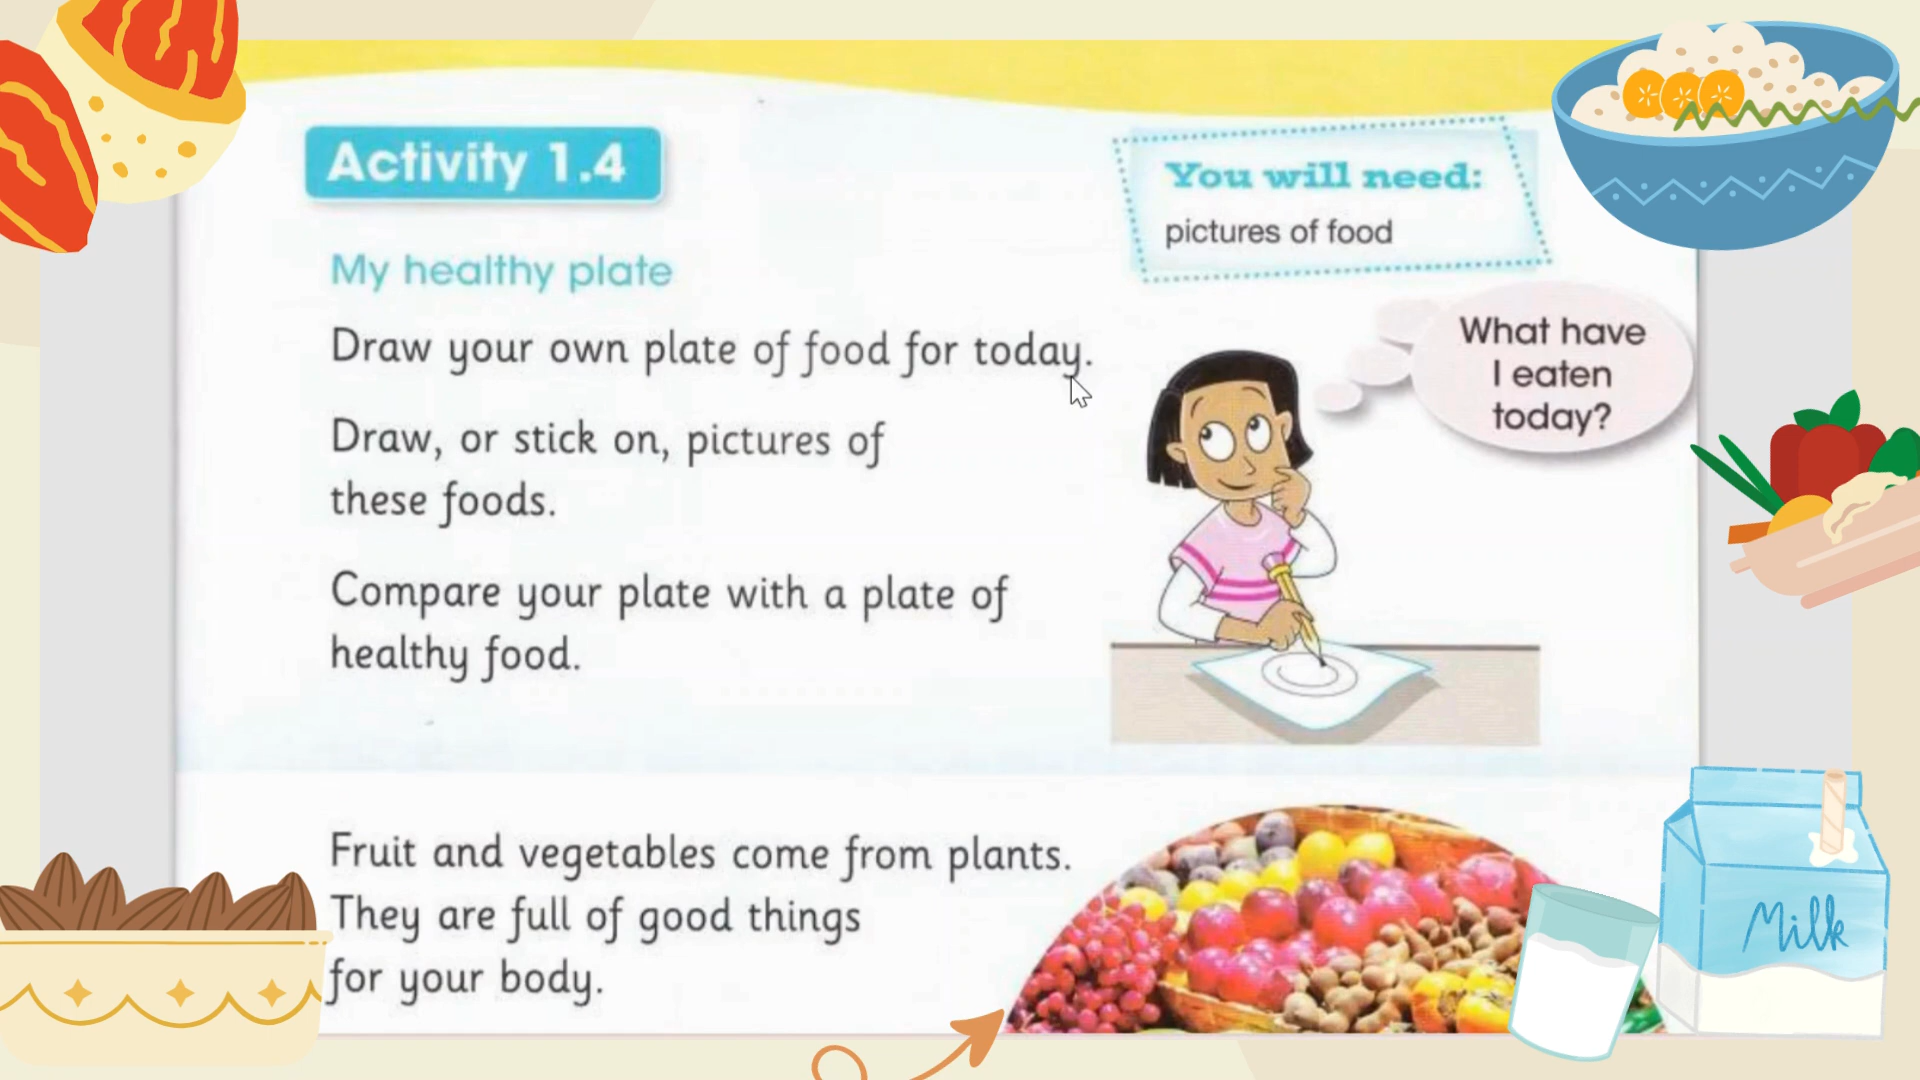 Activity 1.4
You will need:
pictures of food
My healthy plate
Draw your own plate of food for today.
What have
I eaten
today?
Draw, or stick on, pictures of
these foods.
Compare your plate with a plate of
healthy food.
Fruit and vegetables come from plants.
They are full of good things
for your body.
Milk